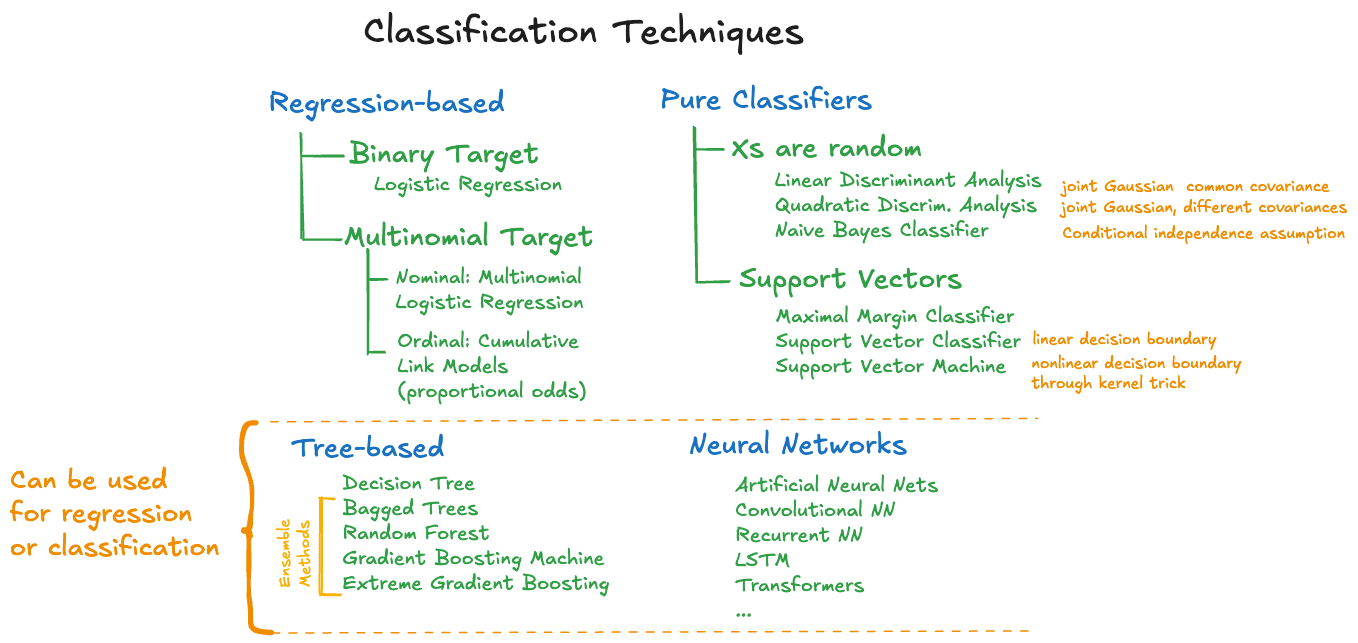 Classification Techniques
Regression-based
Binary Target
Logistic Regression
Multinomial Target
Nominal: Multinomial
Logistic Regression
Ordinal: Cumulative
Link Models
(proportional odds)
Pure Classifiers
Xs are random
Linear Discriminant Analysis joint Gaussian common covariance
Quadratic Discrim. Analysis joint Gaussian, different covariances
Naive Bayes Classifier Conditional independence assumption
Support Vectors
Maximal Margin Classifier
Support Vector Classifier linear decision boundary
Support Vector Machine nonlinear decision boundary
through kernel trick
Can be used
for regression
or classification
Tree-based
Decision Tree
Ensemble
Methods
Bagged Trees
Random Forest
Gradient Boosting Machine
Extreme Gradient Boosting
Neural Networks
Artificial Neural Nets
Convolutional NN
Recurrent NN
LSTM
Transformers
...